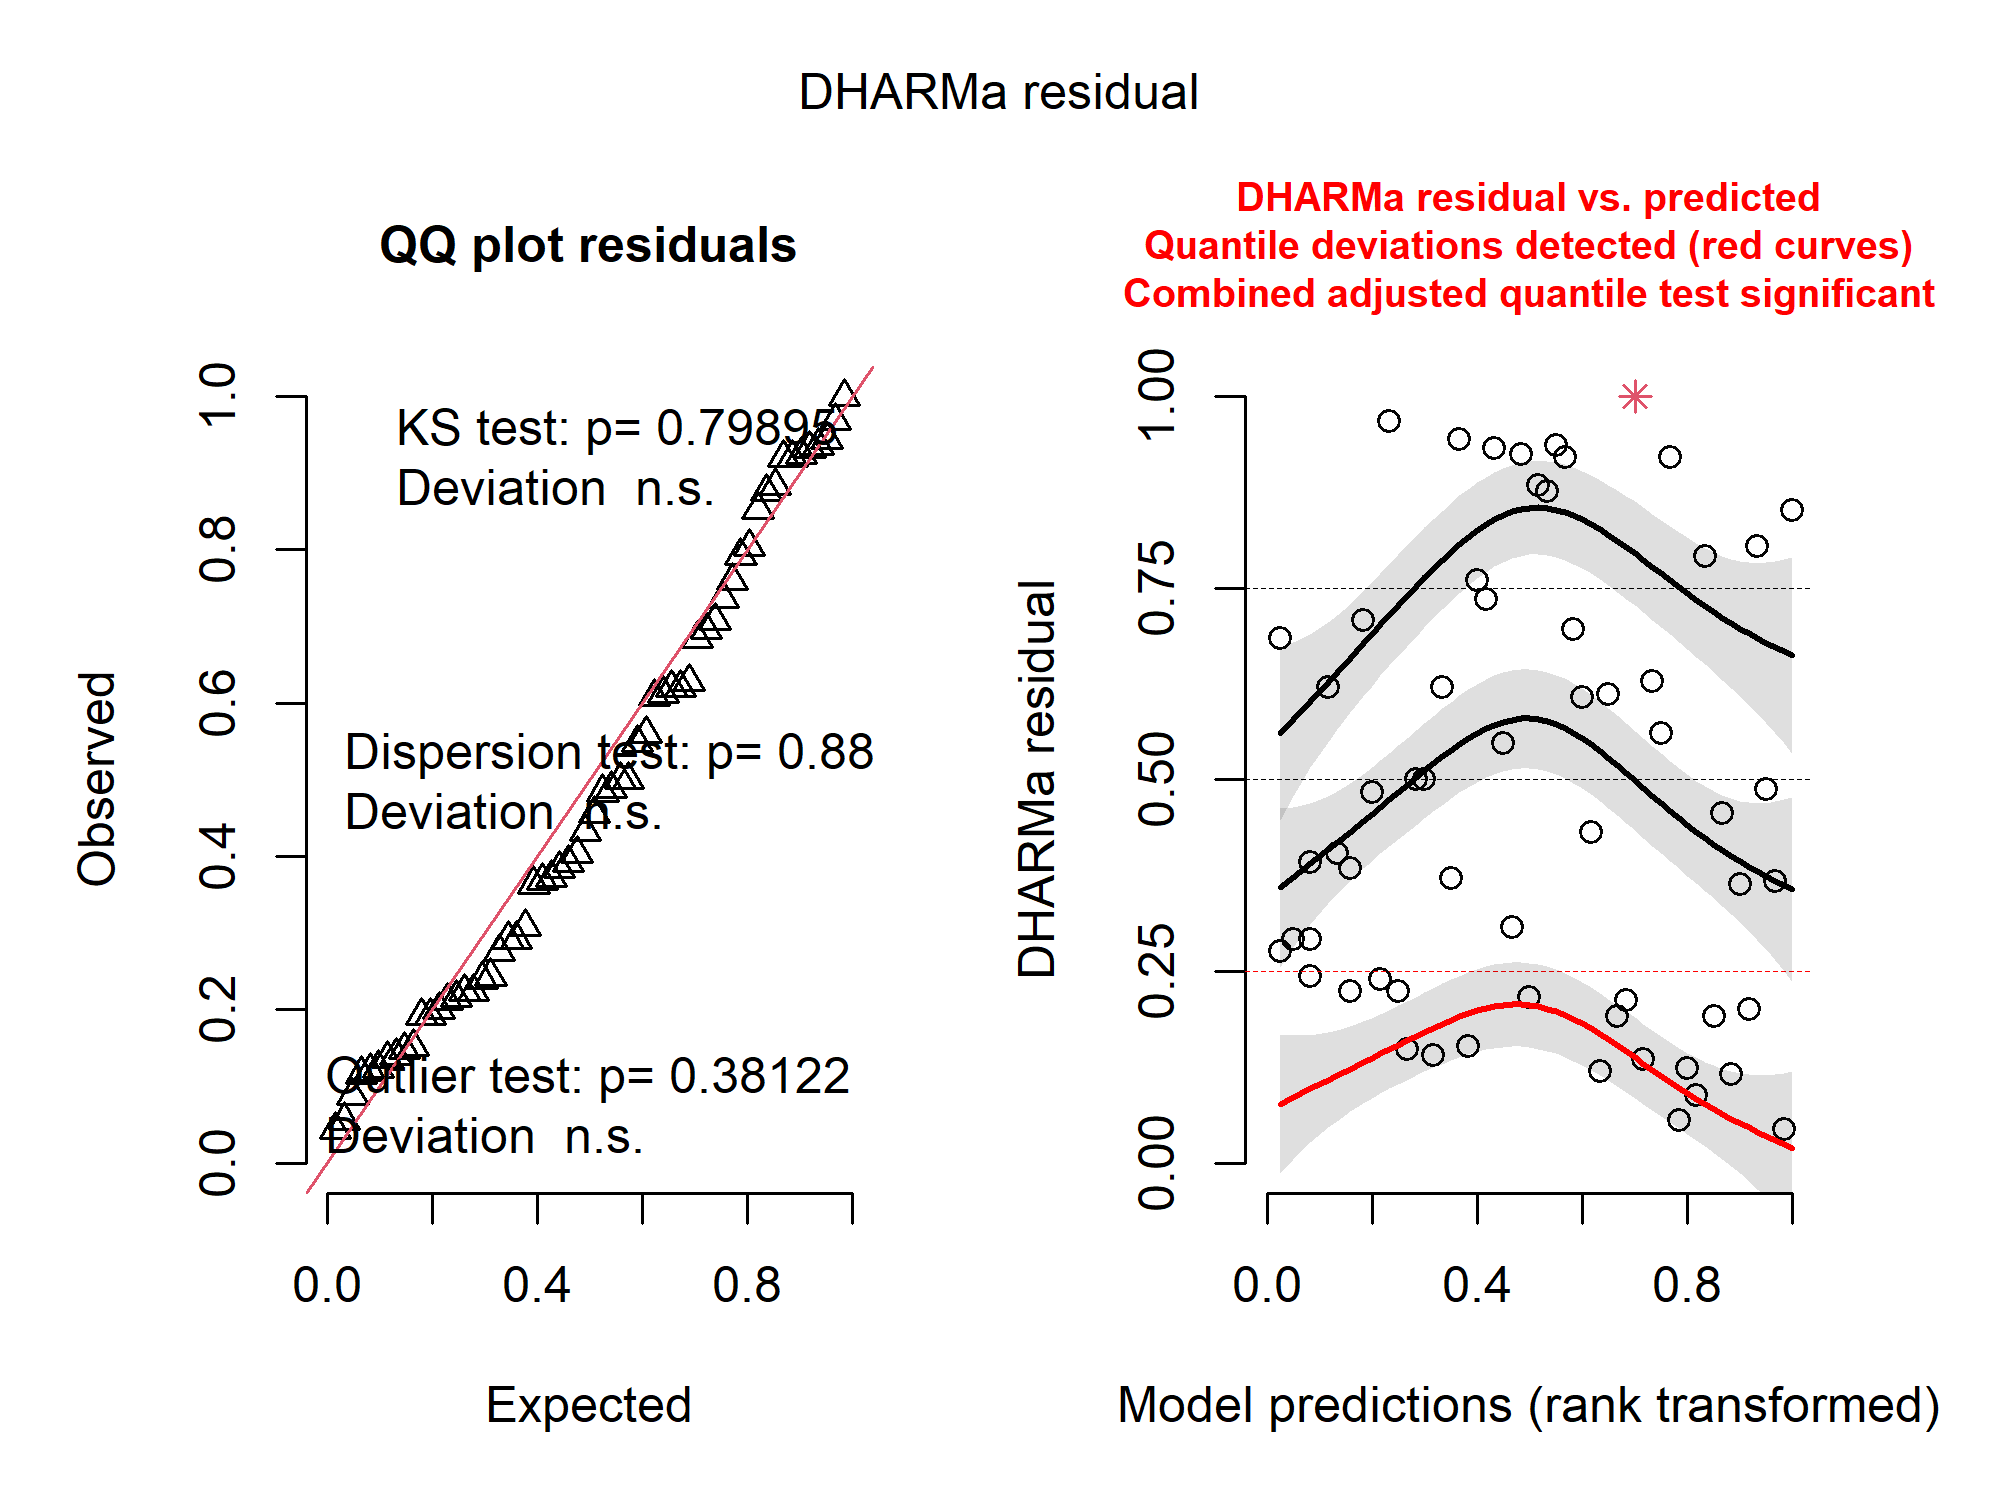 DHARMa residual
QQ plot residuals
KS test: p= 0.79895
Deviation  n.s.
Dispersion test: p= 0.88
Deviation  n.s.
Outlier test: p= 0.38122
Deviation  n.s.
Observed
1.0
0.8
0.6
0.4
0.2
0.0
0.0 0.4 0.8
Expected
DHARMa residual vs. predicted
Quantile deviations detected (red curves)
Combined adjusted quantile test significant
DHARMa residual
1.00
0.75
0.50
0.25
0.00
0.0 0.4 0.8
Model predictions (rank transformed)